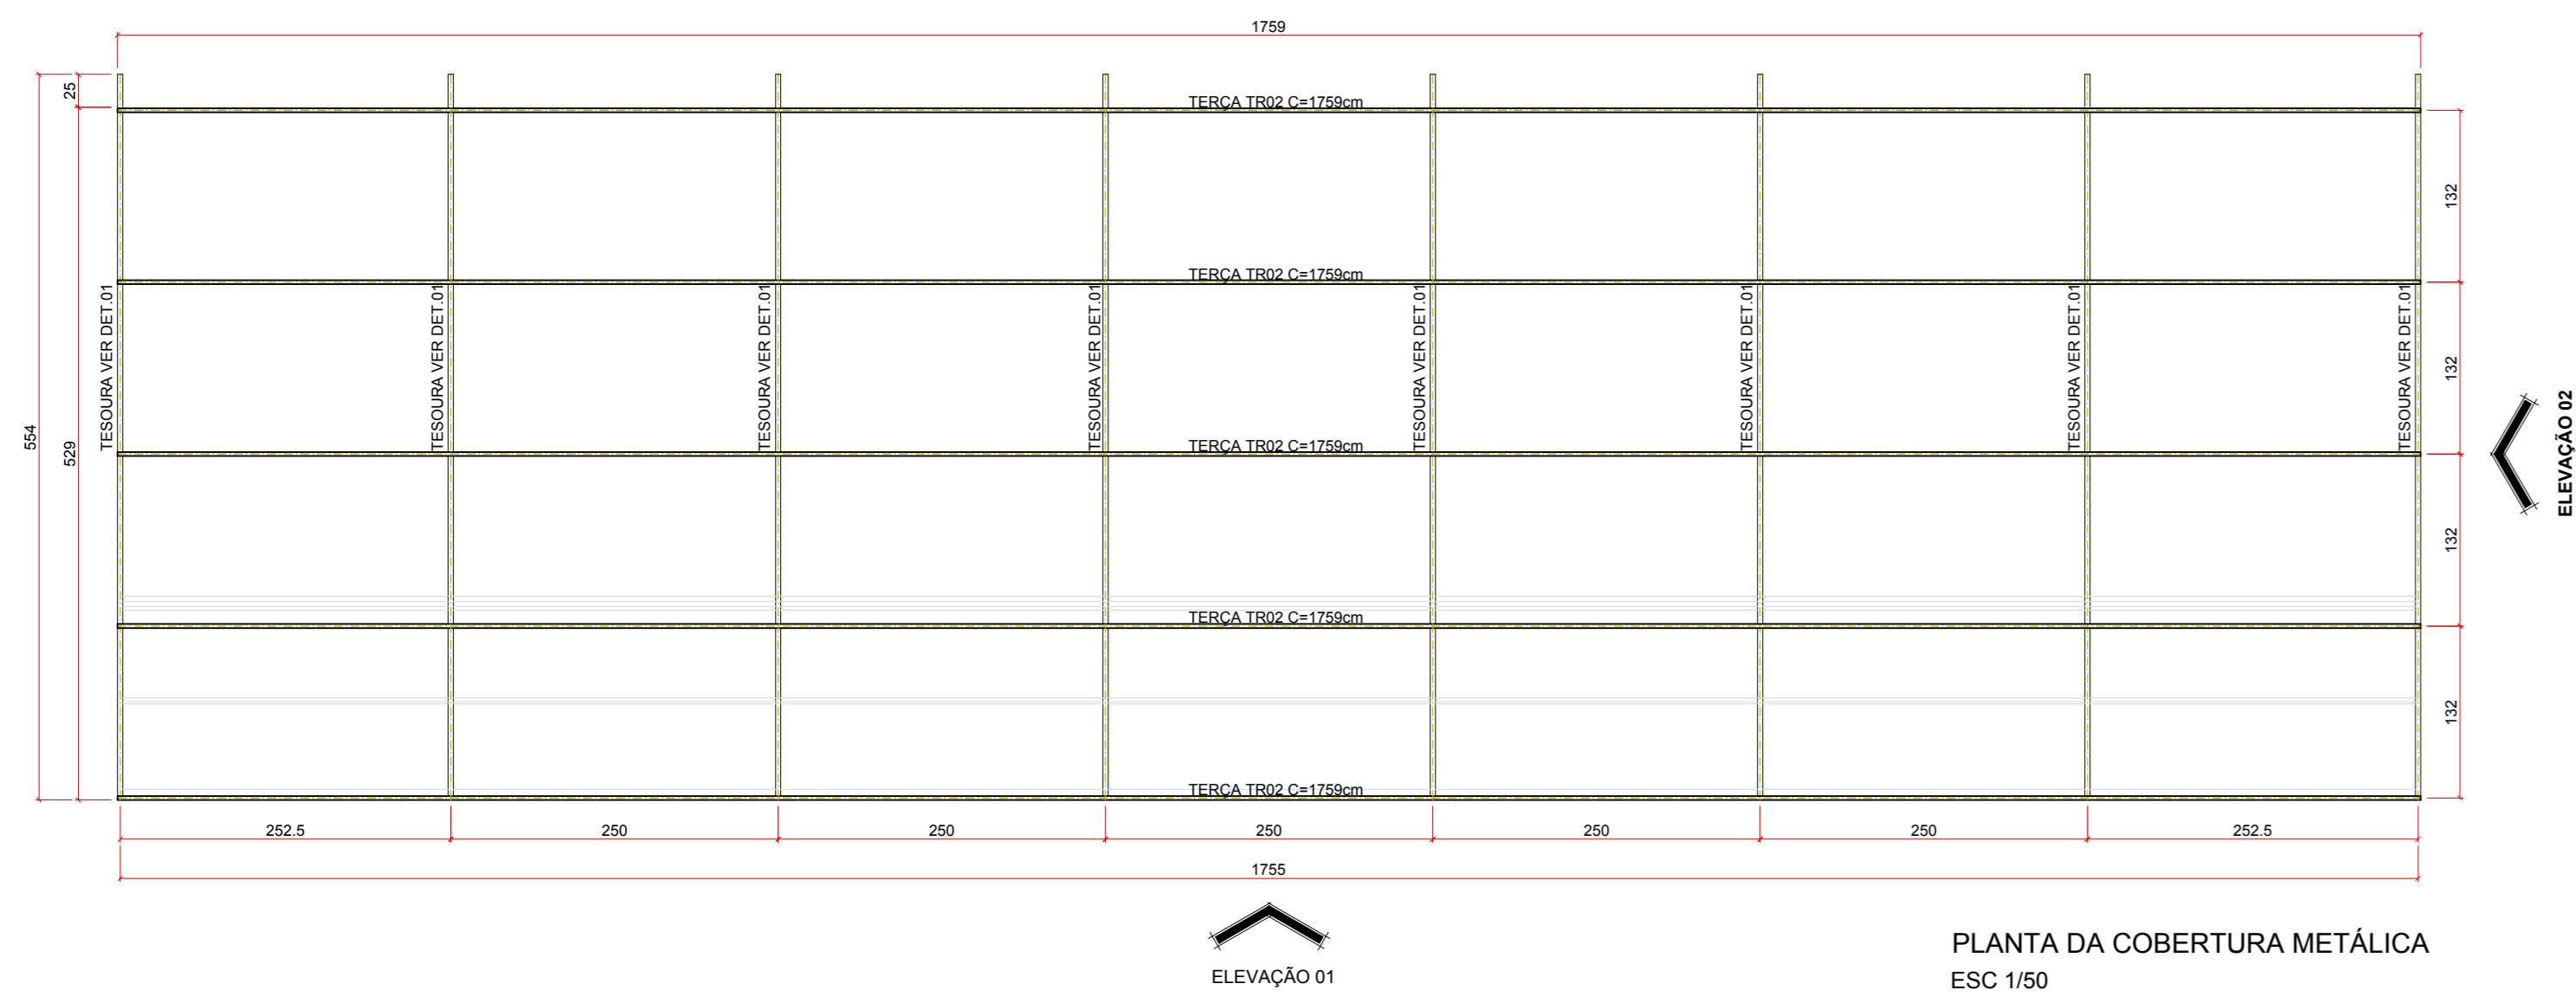 1759
25
TERÇA TR02 C=1759cm
132
TERÇA TR02 C=1759cm
TESOURA VER DET.01
TESOURA VER DET.01
TESOURA VER DET.01
TESOURA VER DET.01
TESOURA VER DET.01
TESOURA VER DET.01
TESOURA VER DET.01
TESOURA VER DET.01
132
554
529
TERÇA TR02 C=1759cm
ELEVAÇÃO 02
132
TERÇA TR02 C=1759cm
132
TERÇA TR02 C=1759cm
252.5
250
250
250
250
250
252.5
1755
ELEVAÇÃO 01
PLANTA DA COBERTURA METÁLICA
ESC 1/50